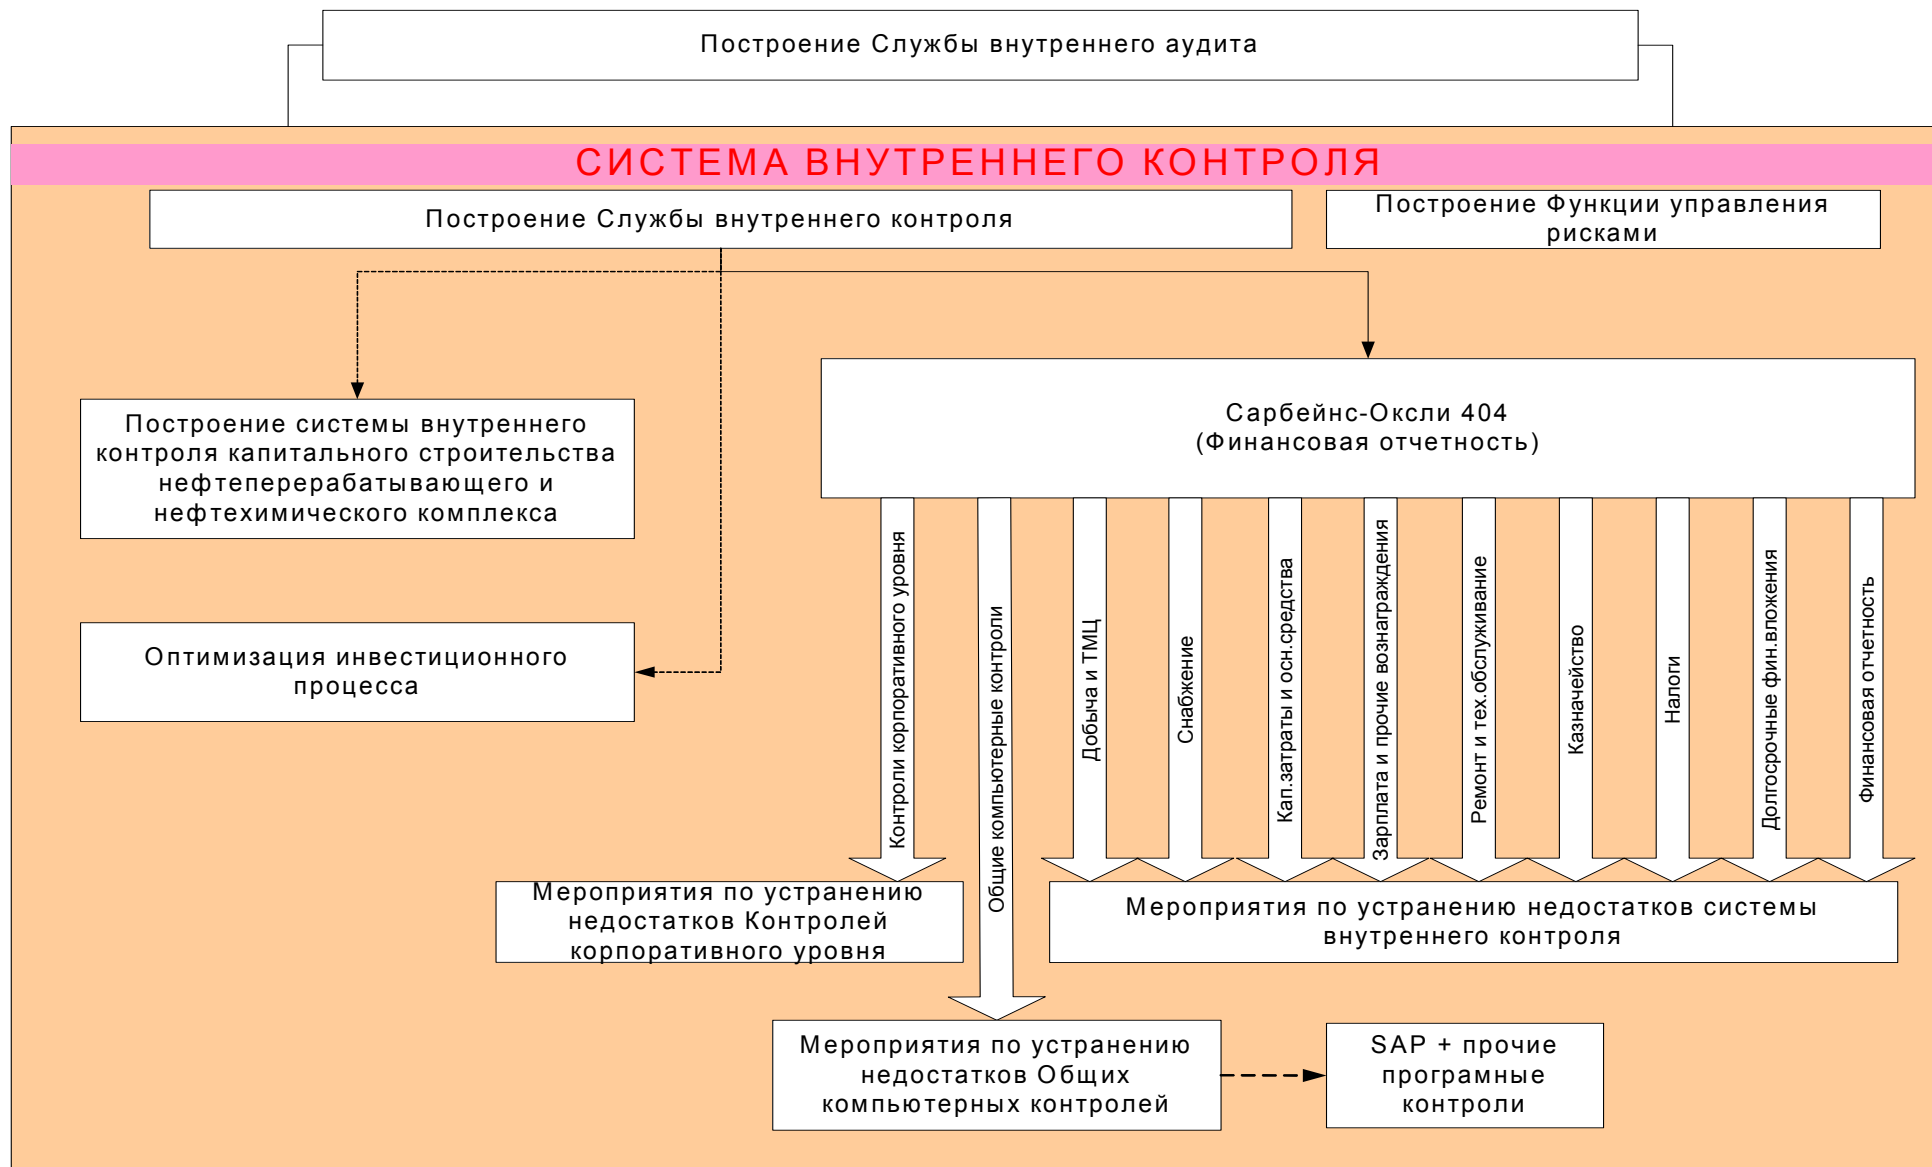 Построение Службы внутреннего аудита
СИСТЕМА ВНУТРЕННЕГО КОНТРОЛЯ
Построение Службы внутреннего контроля
Построение Функции управления
рисками
Построение системы внутреннего
контроля капитального строительства
нефтеперерабатывающего и
нефтехимического комплекса
Сарбейнс-Оксли 404
(Финансовая отчетность)
Оптимизация инвестиционного
процесса
Контроли корпоративного уровня
Общие компьютерные контроли
Добыча и ТМЦ
Снабжение
Кап.затраты и осн.средства
Зарплата и прочие вознаграждения
Ремонт и тех.обслуживание
Казначейство
Налоги
Долгосрочные фин.вложения
Финансовая отчетность
Мероприятия по устранению
недостатков Контролей
корпоративного уровня
Мероприятия по устранению недостатков системы
внутреннего контроля
Мероприятия по устранению
недостатков Общих
компьютерных контролей
SAP + прочие
програмные
контроли